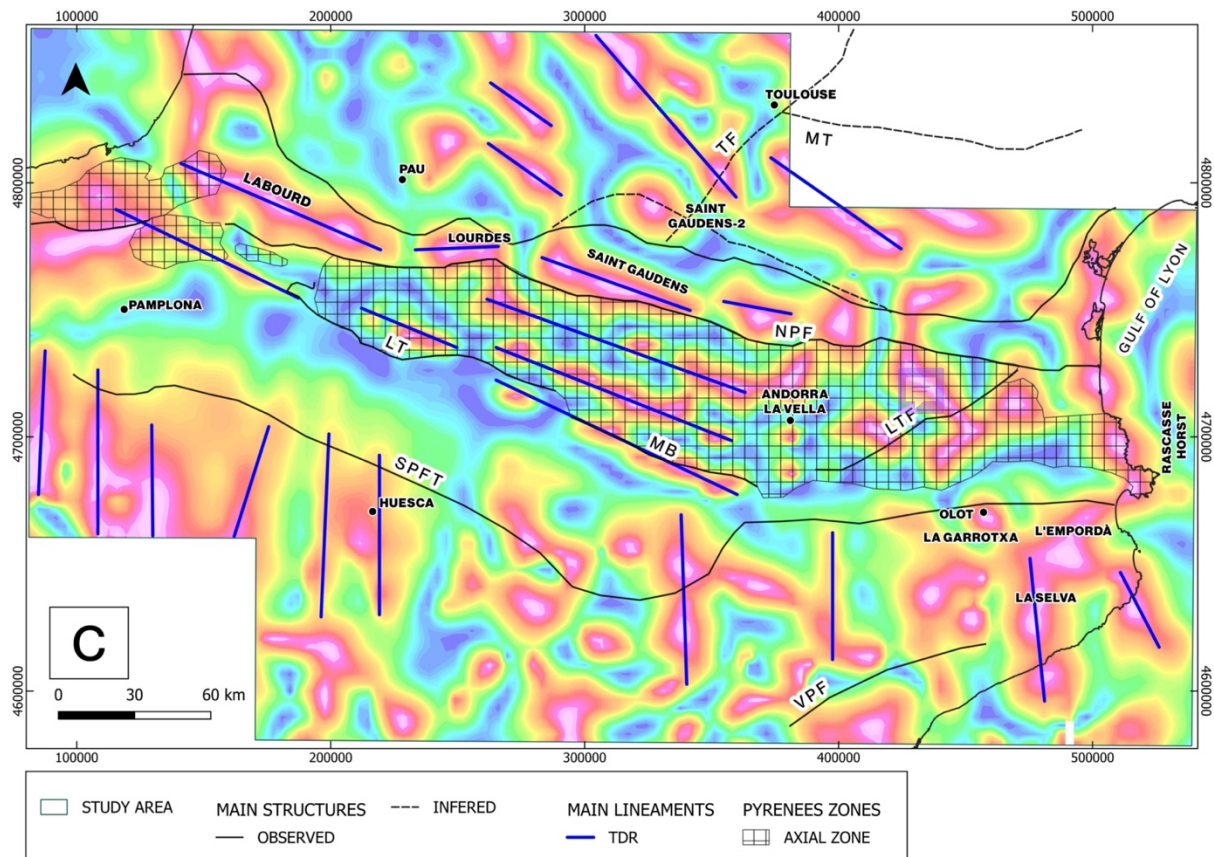 100000 200000 300000 400000 500000
TOULOUSE
TF
MT
PAU
4800000 4800000
LABOURD
SAINT
GAUDENS-2
LOURDES
SAINT GAUDENS
GULF OF LYON
PAMPLONA
NPF
LT
ANDORRA
LA VELLA
LTF
4700000 4700000
MB
RASCASSE
HORST
SPFT
HUESCA
OLOT
L'EMPORDÀ
LA GARROTXA
LA SELVA
C
VPF
0 30 60 km
4600000 4600000
100000 200000 300000 400000 500000
STUDY AREA MAIN STRUCTURES INFERED MAIN LINEAMENTS PYRENEES ZONES
OBSERVED TDR AXIAL ZONE